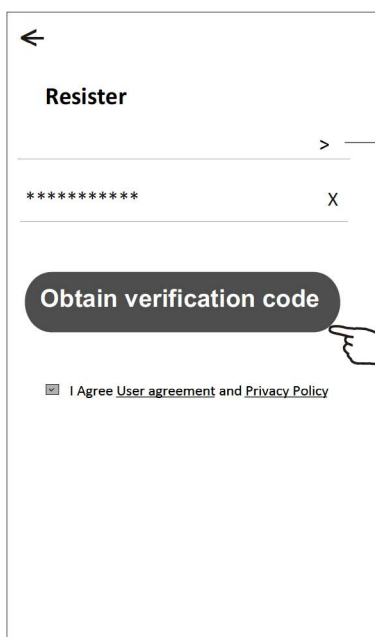 Resister
>
***********
X
Obtain verification code
I Agree User agreement and Privacy Policy